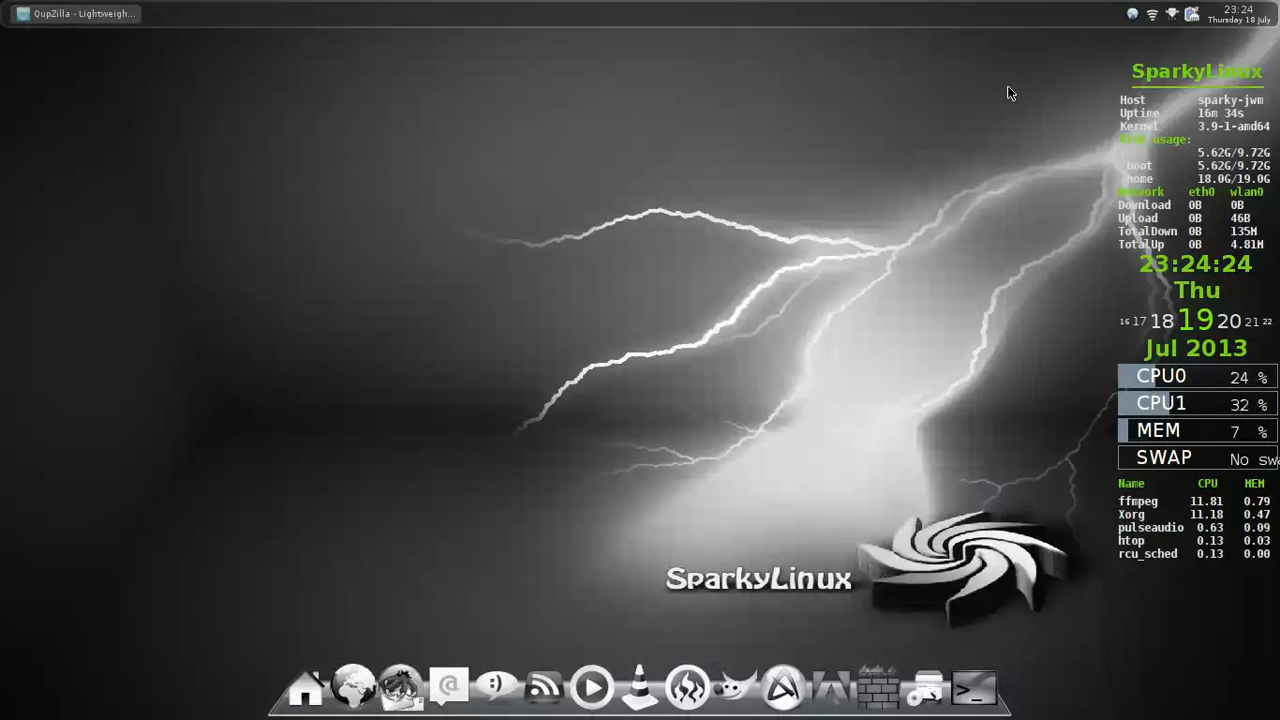 QupZilla - Lightweigh...
23:24
Thursday 18 July
SparkyLinux
Host sparky-jwm
Uptime 16m 34s
Kernel 3.9-1-amd64
usage:
5.62G/9.72G
boot 5.62G/9.72G
home 18.0G/19.0G
Network eth0 wlan0
Download 0B 0B
Upload 0B 46B
TotalDown 0B 135M
TotalUp 0B 4.81M
23:24:24
Thu
16 17 18 19 20 21 22
Jul 2013
CPU0 24 %
CPU1 32 %
MEM 7 %
SWAP No sw
Name CPU MEM
ffmpeg 11.81 0.79
Xorg 11.18 0.47
pulseaudio 0.63 0.09
htop 0.13 0.03
rcu_sched 0.13 0.00
SparkyLinux
@
:)
>_